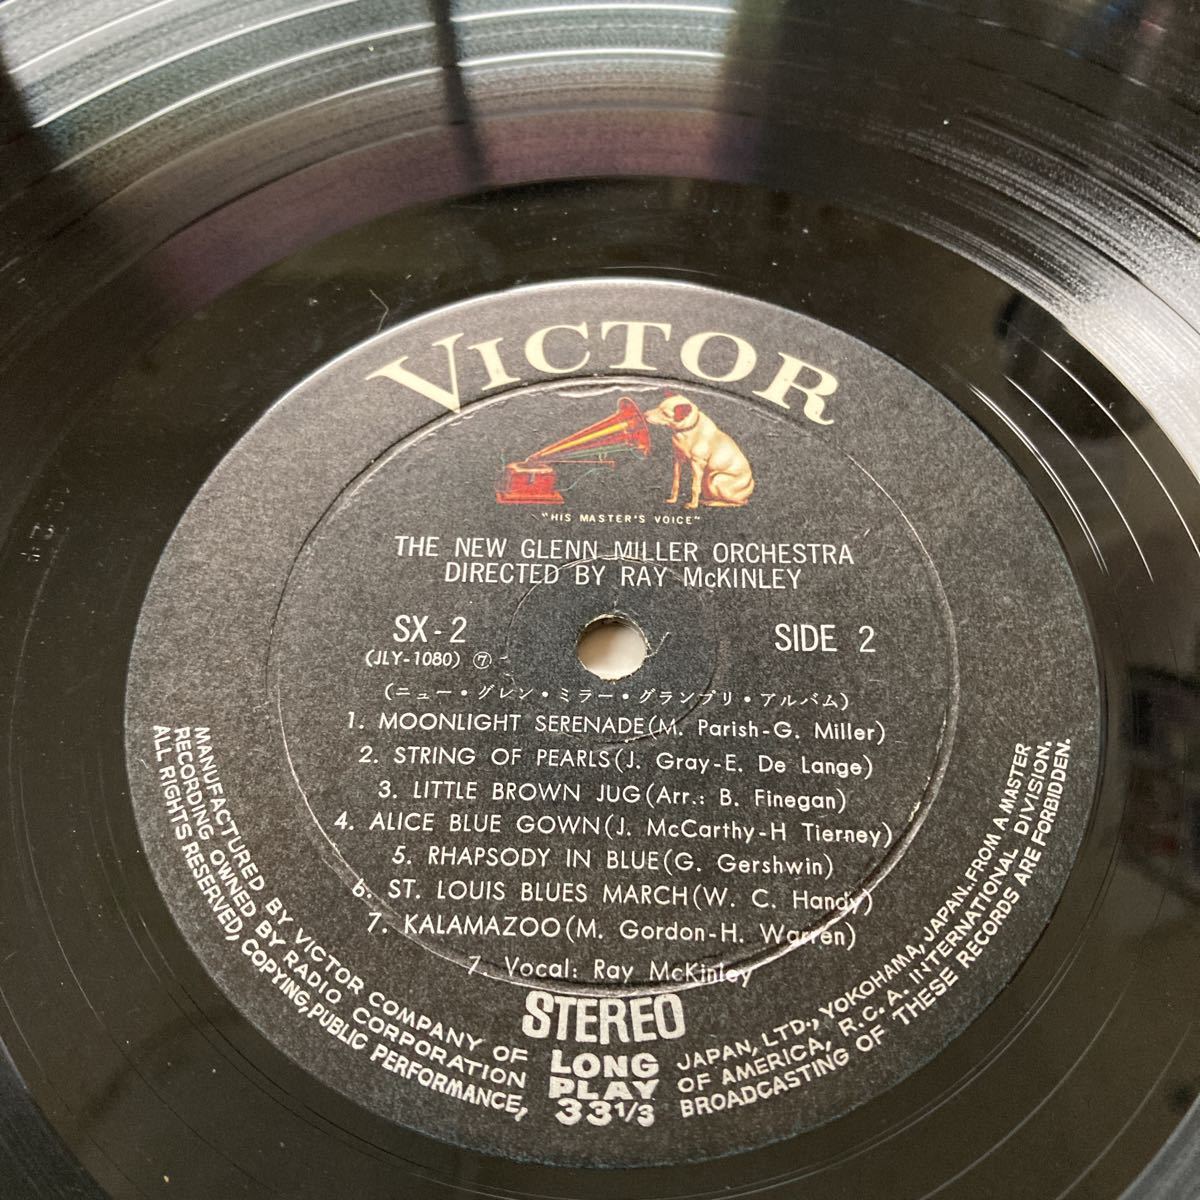 VICTOR
"HIS MASTER'S VOICE"
THE NEW GLENN MILLER ORCHESTRA
DIRECTED BY RAY McKINLEY
SX-2
(JLY-1080) ⑦
SIDE 2
(ニュー・グレン・ミラー・グランプリ・アルバム)
1. MOONLIGHT SERENADE(M. Parish-G. Miller)
2. STRING OF PEARLS(J. Gray-E. De Lange)
3. LITTLE BROWN JUG(Arr.: B. Finegan)
4. ALICE BLUE GOWN(J. McCarthy-H Tierney)
5. RHAPSODY IN BLUE(G. Gershwin)
6. ST. LOUIS BLUES MARCH(W. C. Handy)
7. KALAMAZOO(M. Gordon-H. Warren)
7. Vocal: Ray McKinley
STEREO
LONG
PLAY
33 1/3
MANUFACTURED BY VICTOR COMPANY OF JAPAN, LTD., YOKOHAMA, JAPAN. FROM A MASTER
RECORDING OWNED BY RADIO CORPORATION OF AMERICA, R.C.A. INTERNATIONAL DIVISION.
ALL RIGHTS RESERVED, COPYING, PUBLIC PERFORMANCE, BROADCASTING OF THESE RECORDS ARE FORBIDDEN.